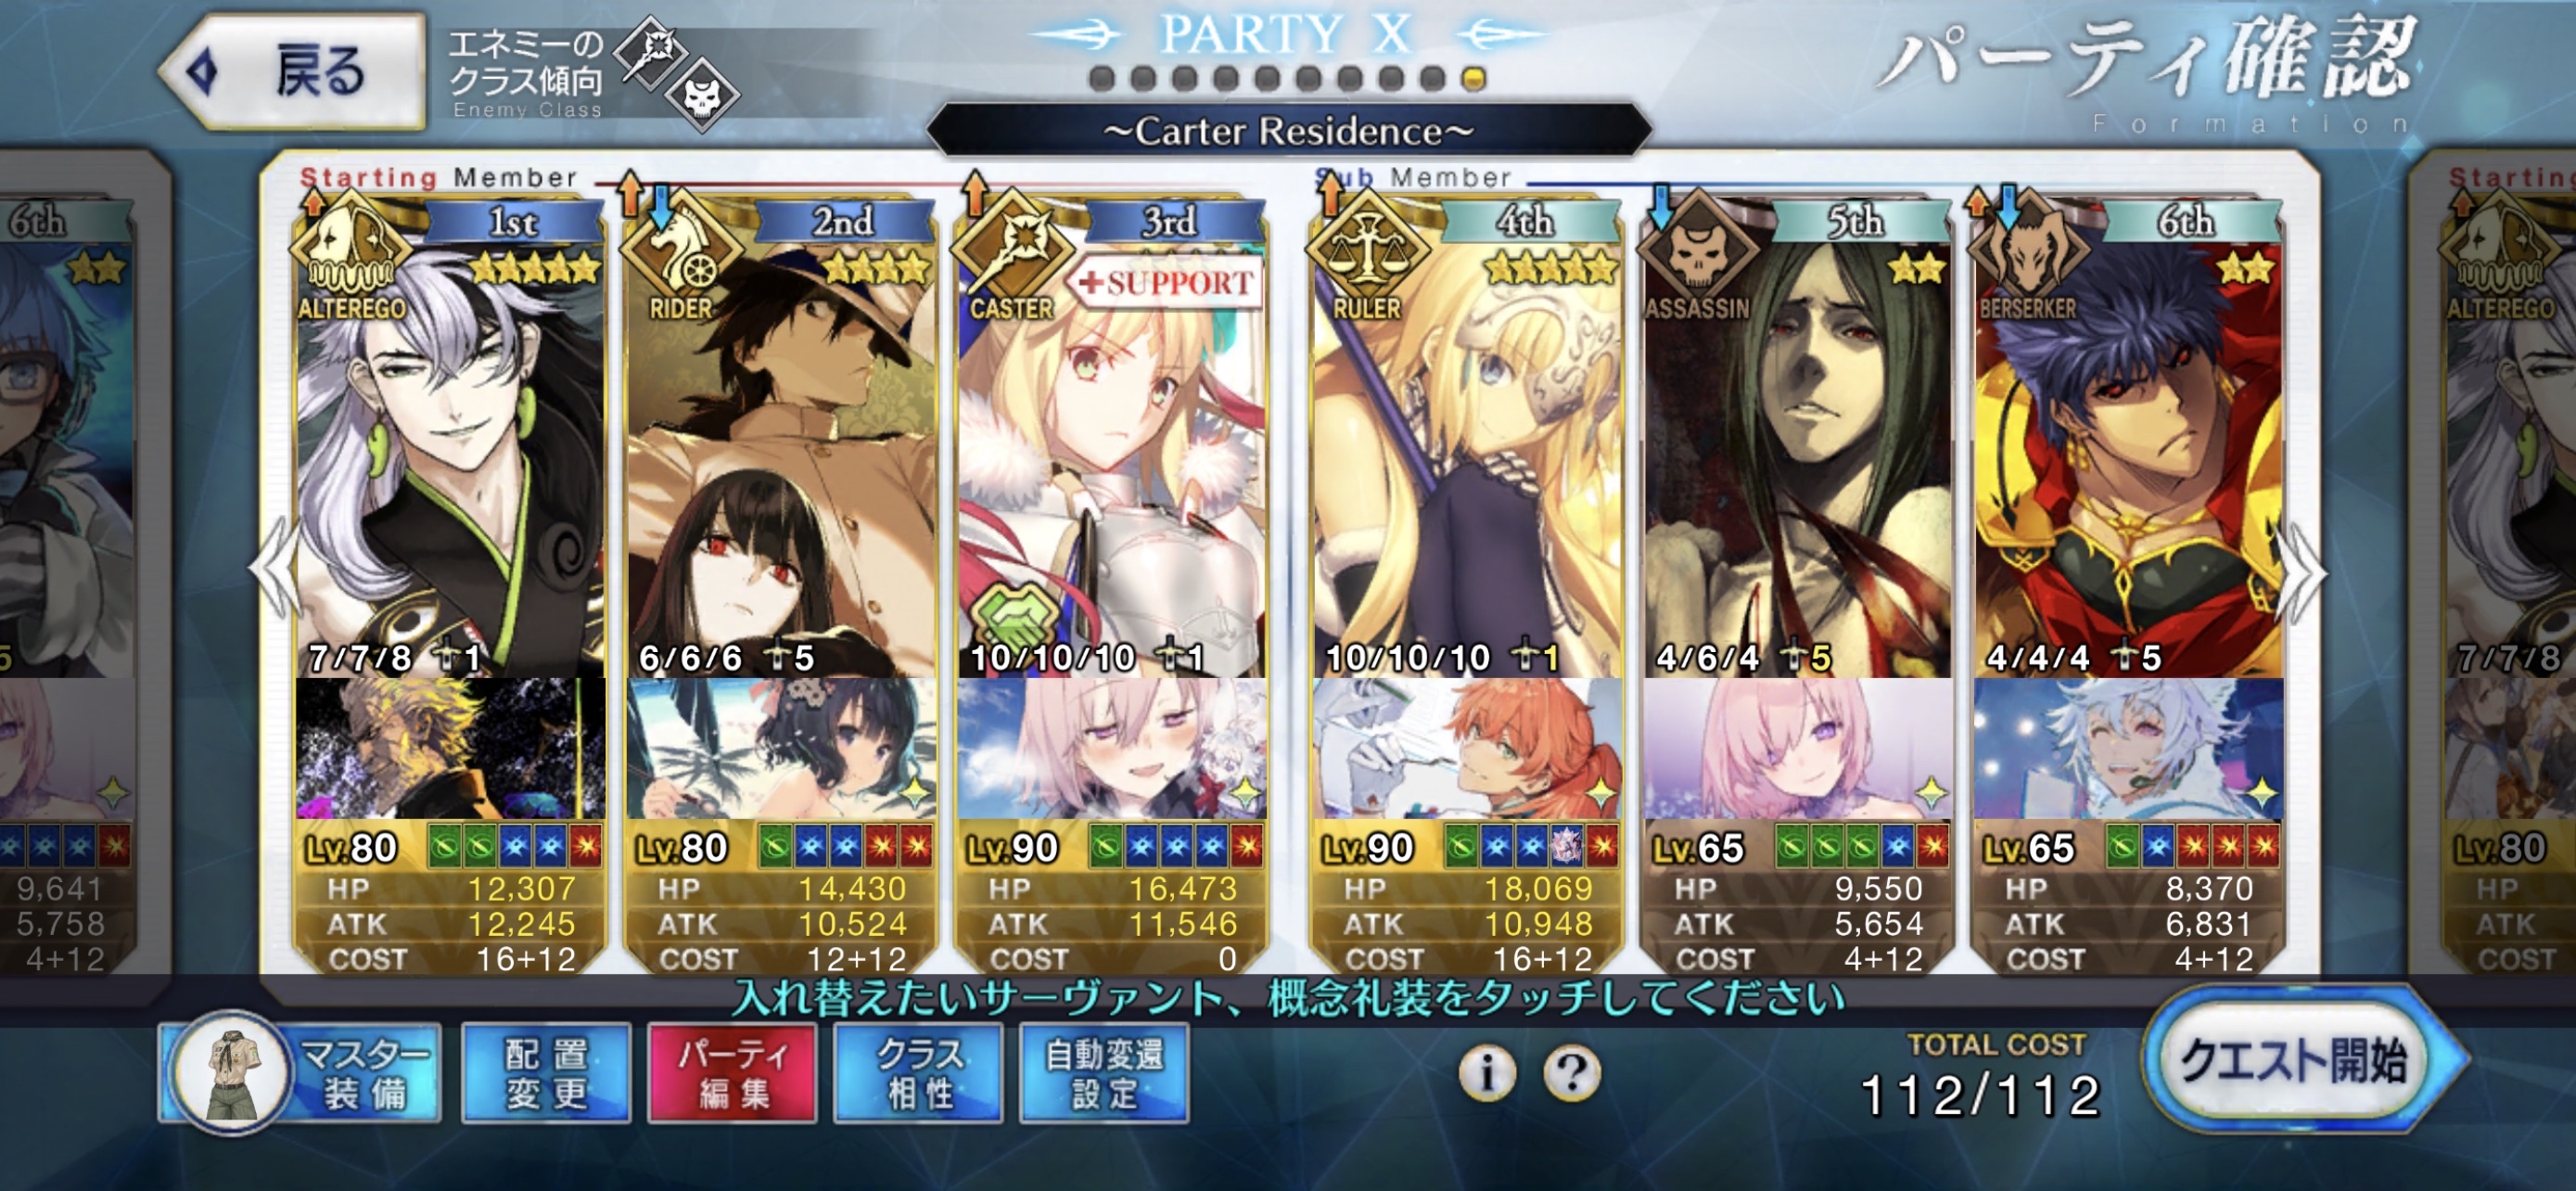 戻る
エネミーの
クラス傾向
Enemy Class
PARTY X
~Carter Residence~
パーティ確認
Formation
Starting Member
Sub Member
Starting
6th
9,641
5,758
4+12
1st
ALTEREGO
7/7/8 1
Lv.80
HP 12,307
ATK 12,245
COST 16+12
2nd
RIDER
6/6/6 5
Lv.80
HP 14,430
ATK 10,524
COST 12+12
3rd
+SUPPORT
CASTER
10/10/10 1
Lv.90
HP 16,473
ATK 11,546
COST 0
4th
RULER
10/10/10 1
Lv.90
HP 18,069
ATK 10,948
COST 16+12
5th
ASSASSIN
4/6/4 5
Lv.65
HP 9,550
ATK 5,654
COST 4+12
6th
BERSERKER
4/4/4 5
Lv.65
HP 8,370
ATK 6,831
COST 4+12
ALTEREGO
7/7/8
Lv.80
HP
ATK
COST
入れ替えたいサーヴァント、概念礼装をタッチしてください
マスター
装備
配置
変更
パーティ
編集
クラス
相性
自動変還
設定
i
?
TOTAL COST
112/112
クエスト開始